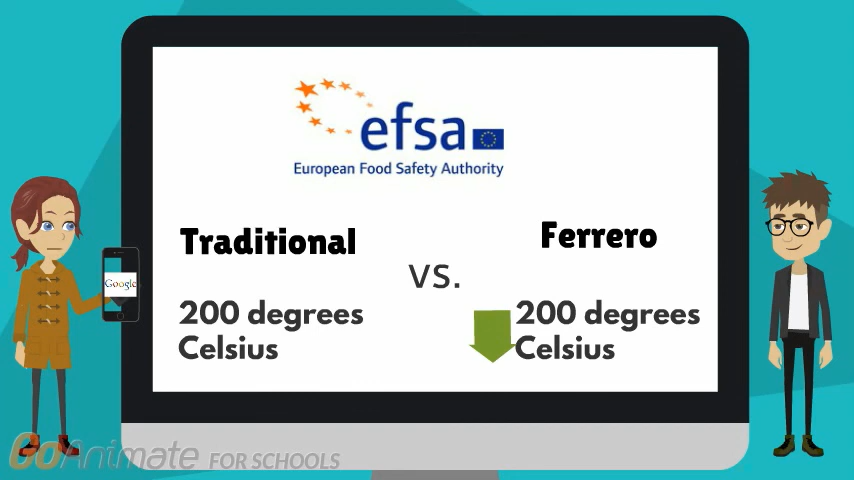 efsa
European Food Safety Authority
Traditional
Ferrero
vs.
200 degrees
Celsius
200 degrees
Celsius
Google
GoAnimate FOR SCHOOLS